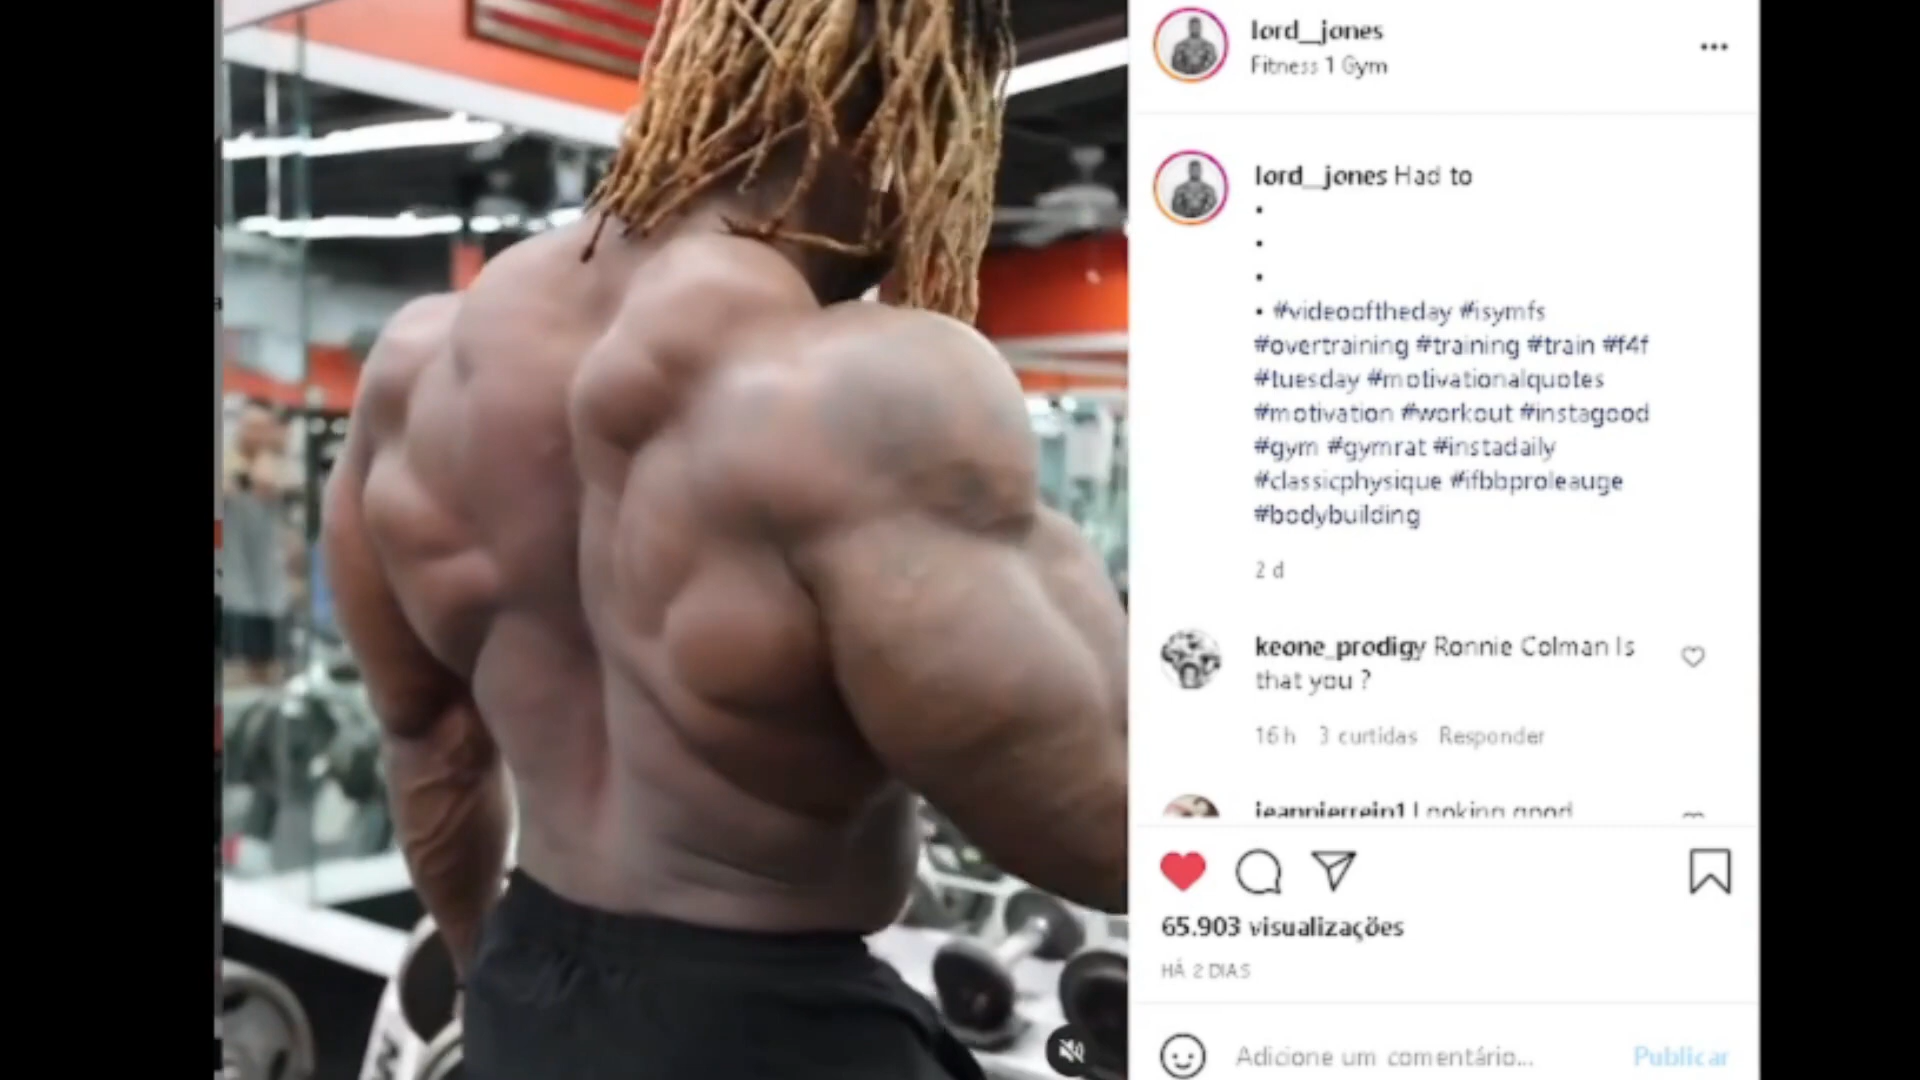 lord__jones
Fitness 1 Gym
lord__jones Had to
•
•
•
• #videooftheday #isymfs
#overtraining #training #train #f4f
#tuesday #motivationalquotes
#motivation #workout #instagood
#gym #gymrat #instadaily
#classicphysique #ifbbproleauge
#bodybuilding
2 d
keone_prodigy Ronnie Colman Is
that you ?
16 h 3 curtidas Responder
Looking good
65.903 visualizações
HÁ 2 DIAS
Adicione um comentário... Publicar